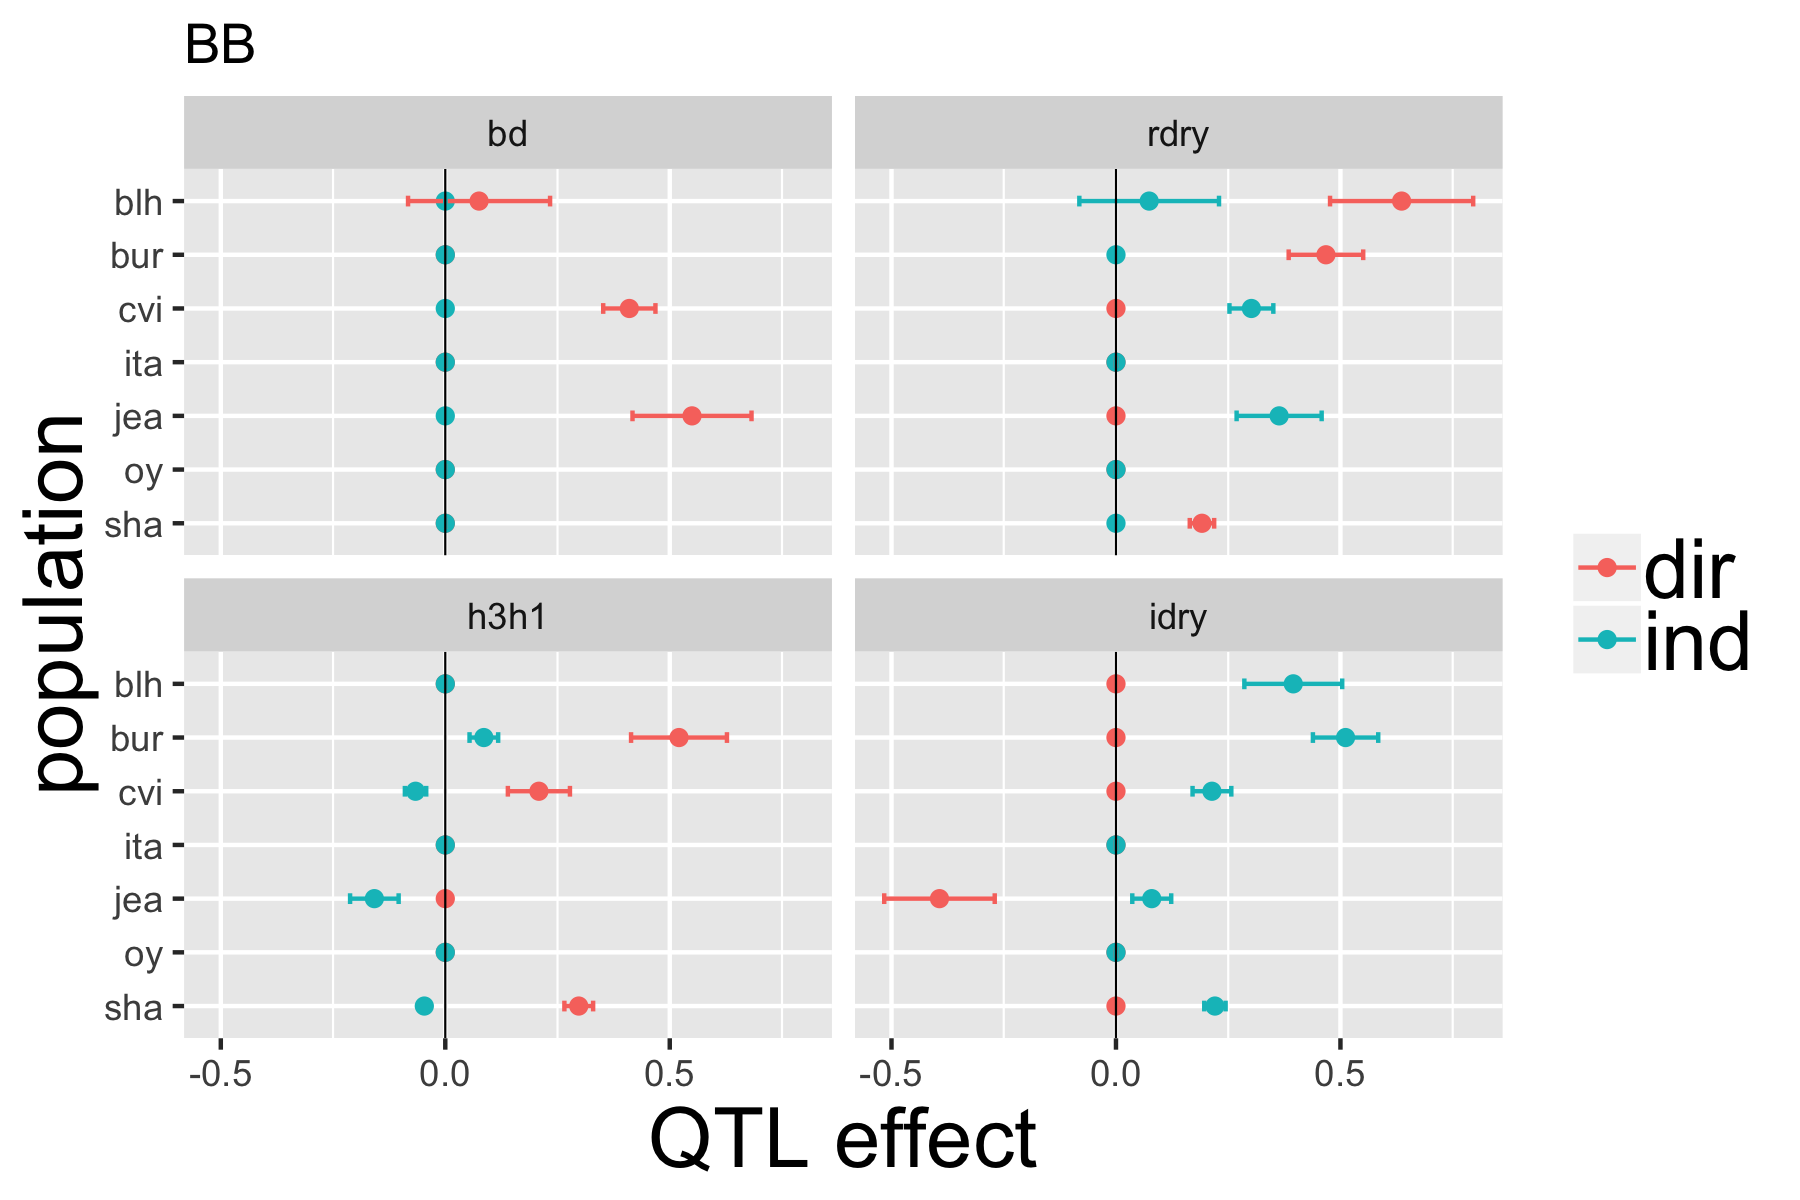 BB
bd
rdry
blh
bur
cvi
ita
jea
oy
sha
h3h1
idry
blh
bur
cvi
ita
jea
oy
sha
-0.5 0.0 0.5
-0.5 0.0 0.5
QTL effect
population
dir
ind